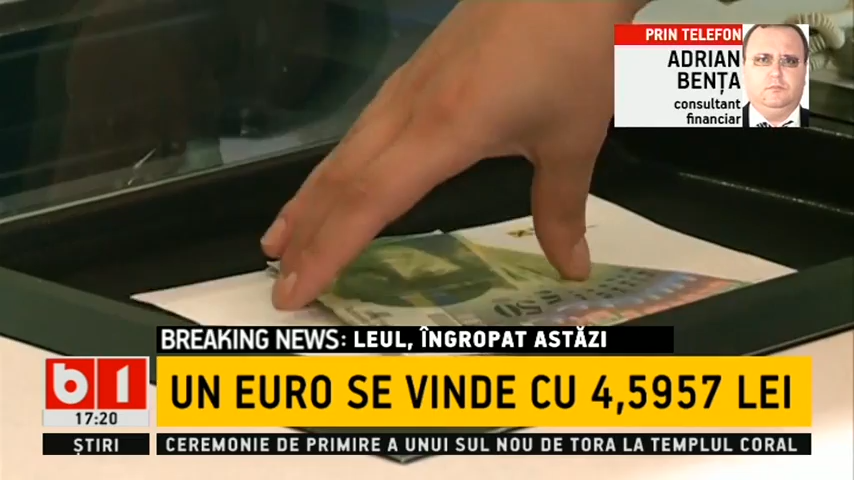 PRIN TELEFON
ADRIAN
BENȚA
consultant
financiar
50
BREAKING NEWS: LEUL, ÎNGROPAT ASTĂZI
b1
UN EURO SE VINDE CU 4,5957 LEI
17:20
ȘTIRI
CEREMONIE DE PRIMIRE A UNUI SUL NOU DE TORA LA TEMPLUL CORAL